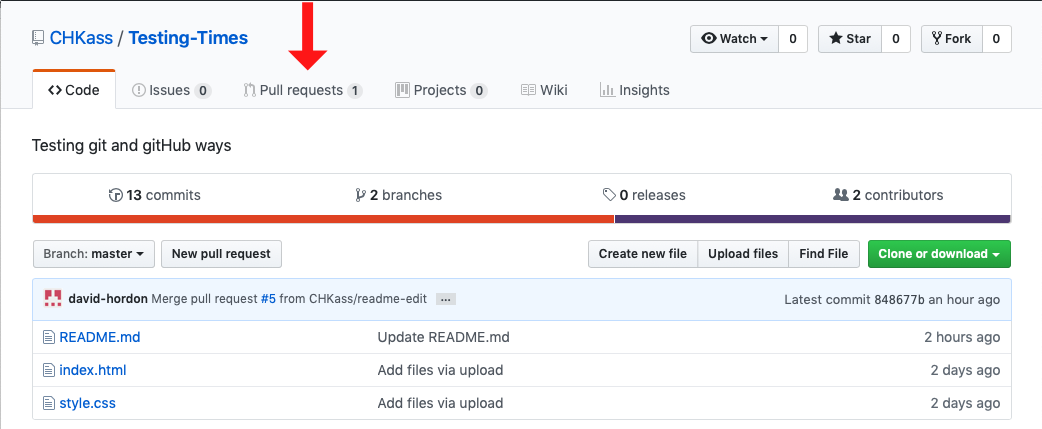 CHKass / Testing-Times
Watch 0 Star 0 Fork 0
Code Issues 0 Pull requests 1 Projects 0 Wiki Insights
Testing git and gitHub ways
13 commits 2 branches 0 releases 2 contributors
Branch: master New pull request Create new file Upload files Find File Clone or download
david-hordon Merge pull request #5 from CHKass/readme-edit ... Latest commit 848677b an hour ago
README.md Update README.md 2 hours ago
index.html Add files via upload 2 days ago
style.css Add files via upload 2 days ago